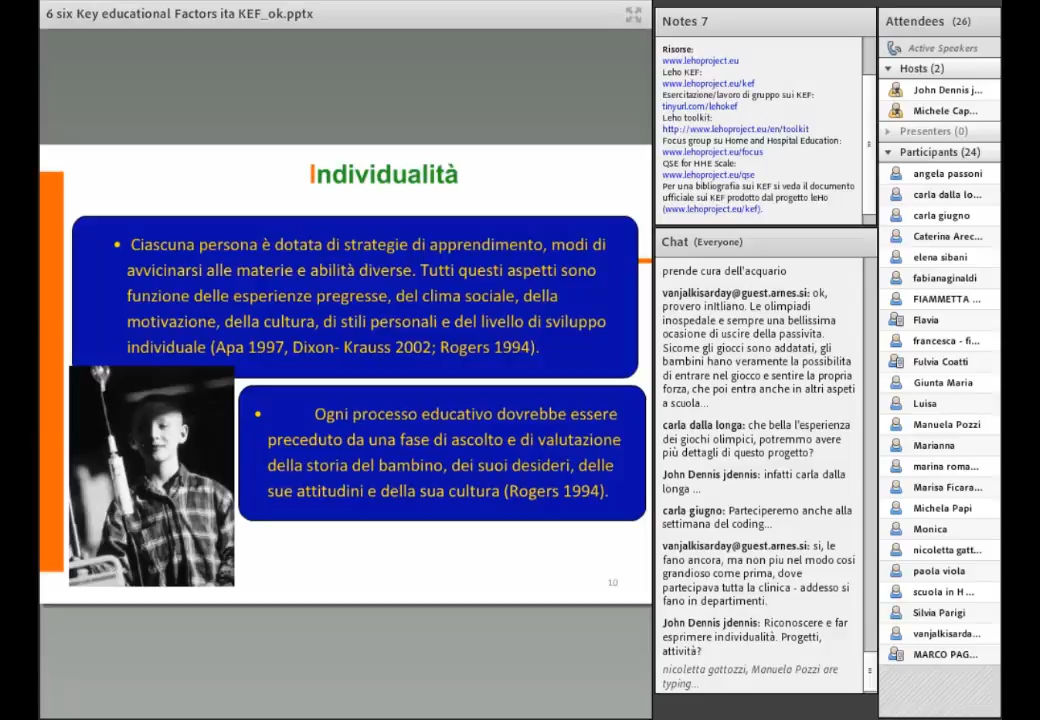 6 six Key educational Factors ita KEF_ok.pptx
Individualità
• Ciascuna persona è dotata di strategie di apprendimento, modi di
avvicinarsi alle materie e abilità diverse. Tutti questi aspetti sono
funzione delle esperienze pregresse, del clima sociale, della
motivazione, della cultura, di stili personali e del livello di sviluppo
individuale (Apa 1997, Dixon- Krauss 2002; Rogers 1994).
• Ogni processo educativo dovrebbe essere
preceduto da una fase di ascolto e di valutazione
della storia del bambino, dei suoi desideri, delle
sue attitudini e della sua cultura (Rogers 1994).
10
Notes 7
Risorse:
www.lehoproject.eu
Leho KEF:
www.lehoproject.eu/kef
Esercitazione/lavoro di gruppo sui KEF:
tinyurl.com/lehokef
Leho toolkit:
http://www.lehoproject.eu/en/toolkit
Focus group su Home and Hospital Education:
www.lehoproject.eu/focus
QSE for HHE Scale:
www.lehoproject.eu/qse
Per una bibliografia sui KEF si veda il documento
ufficiale sui KEF prodotto dal progetto leHo
(www.lehoproject.eu/kef).
Chat (Everyone)
prende cura dell'acquario
vanjalkisarday@guest.arnes.si: ok,
provero inItliano. Le olimpiadi
inospedale e sempre una bellissima
ocasione di uscire della passivita.
Sicome gli giocci sono addatati, gli
bambini hano veramente la possibilita
di entrare nel giocco e sentire la propria
forza, che poi entra anche in altri aspeti
a scuola...
carla dalla longa: che bella l'esperienza
dei giochi olimpici, potremmo avere
più dettagli di questo progetto?
John Dennis jdennis: infatti carla dalla
longa ...
carla giugno: Parteciperemo anche alla
settimana del coding...
vanjalkisarday@guest.arnes.si: si, le
fano ancora, ma non piu nel modo cosi
grandioso come prima, dove
partecipava tutta la clinica - addesso si
fano in departimenti.
John Dennis jdennis: Riconoscere e far
esprimere individualità. Progetti,
attività?
nicoletta gattozzi, Manuela Pozzi are
typing...
Attendees (26)
Active Speakers
Hosts (2)
John Dennis j...
Michele Cap...
Presenters (0)
Participants (24)
angela passoni
carla dalla lo...
carla giugno
Caterina Arec...
elena sibani
fabianaginaldi
FIAMMETTA ...
Flavia
francesca - fi...
Fulvia Coatti
Giunta Maria
Luisa
Manuela Pozzi
Marianna
marina roma...
Marisa Ficara...
Michela Papi
Monica
nicoletta gatt...
paola viola
scuola in H ...
Silvia Parigi
vanjalkisarda...
MARCO PAG...